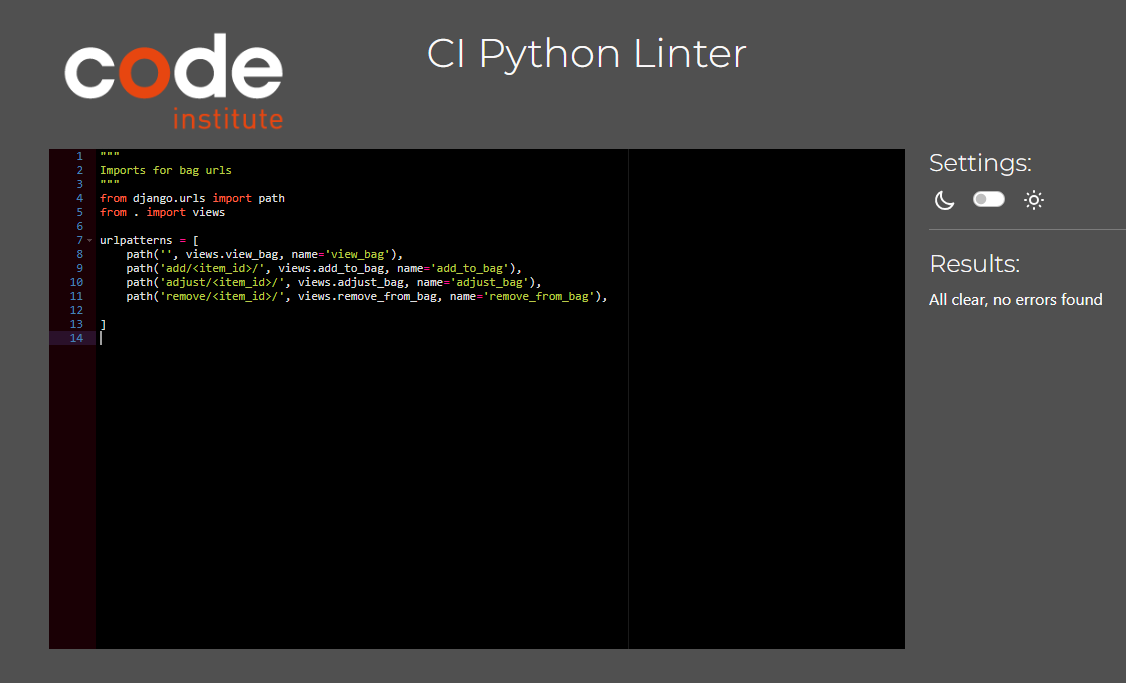 code
institute
CI Python Linter
1 """
2 Imports for bag urls
3 """
4 from django.urls import path
5 from . import views
6
7 urlpatterns = [
8     path('', views.view_bag, name='view_bag'),
9     path('add/<item_id>/', views.add_to_bag, name='add_to_bag'),
10     path('adjust/<item_id>/', views.adjust_bag, name='adjust_bag'),
11     path('remove/<item_id>/', views.remove_from_bag, name='remove_from_bag'),
12
13 ]
14
Settings:
Results:
All clear, no errors found